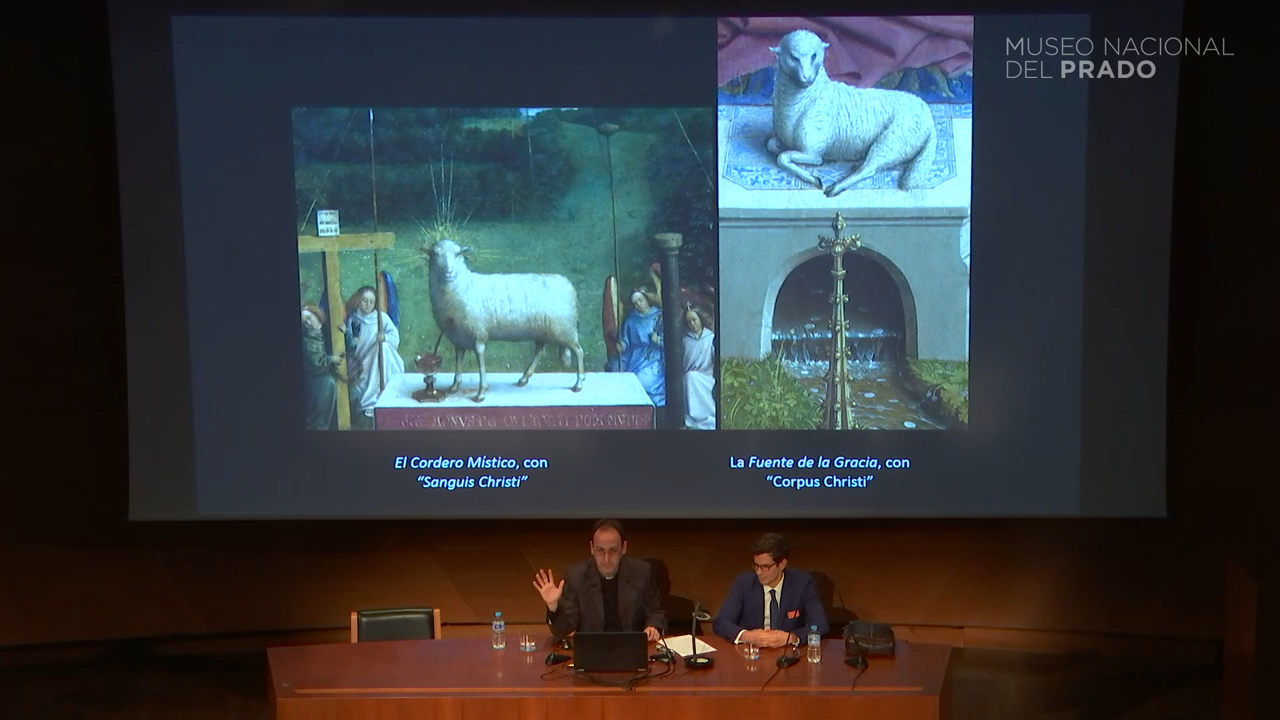 MUSEO NACIONAL
DEL PRADO
El Cordero Místico, con
“Sanguis Christi”
La Fuente de la Gracia, con
“Corpus Christi”